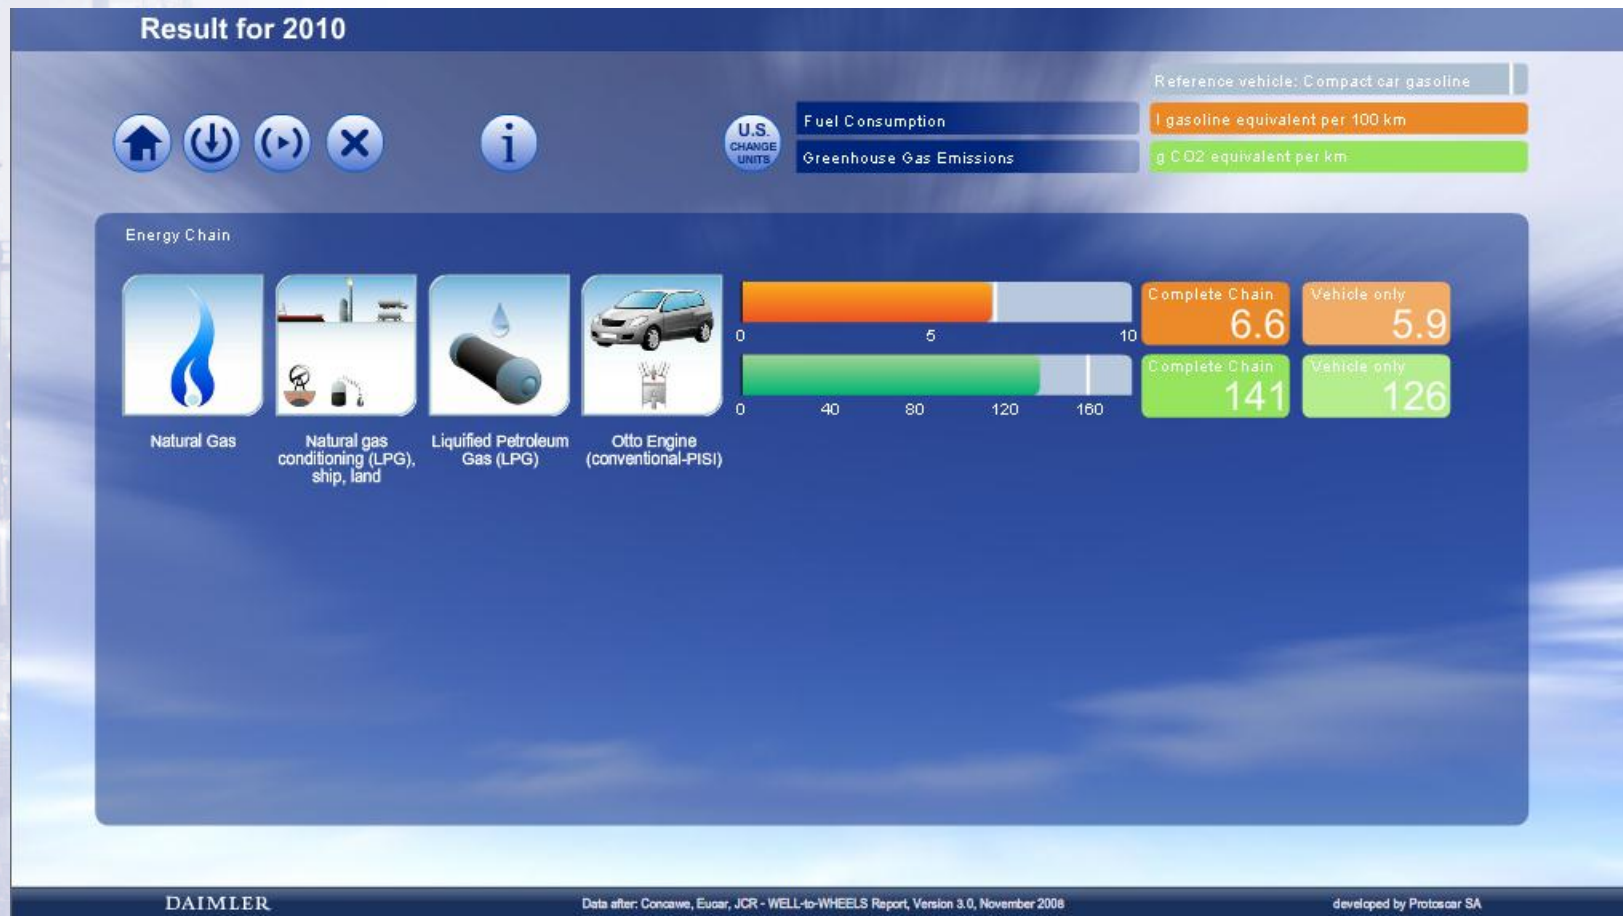 Result for 2010
Reference vehicle: Compact car gasoline
U.S.
CHANGE
UNITS
Fuel Consumption
l gasoline equivalent per 100 km
Greenhouse Gas Emissions
g CO2 equivalent per km
Energy Chain
Complete Chain
6.6
Vehicle only
5.9
0 5 10
Complete Chain
141
Vehicle only
126
0 40 80 120 160
Natural Gas
Natural gas
conditioning (LPG),
ship, land
Liquified Petroleum
Gas (LPG)
Otto Engine
(conventional-PISI)
DAIMLER
Data after: Concawe, Eucar, JCR - WELL-to-WHEELS Report, Version 3.0, November 2008
developed by Protoscar SA